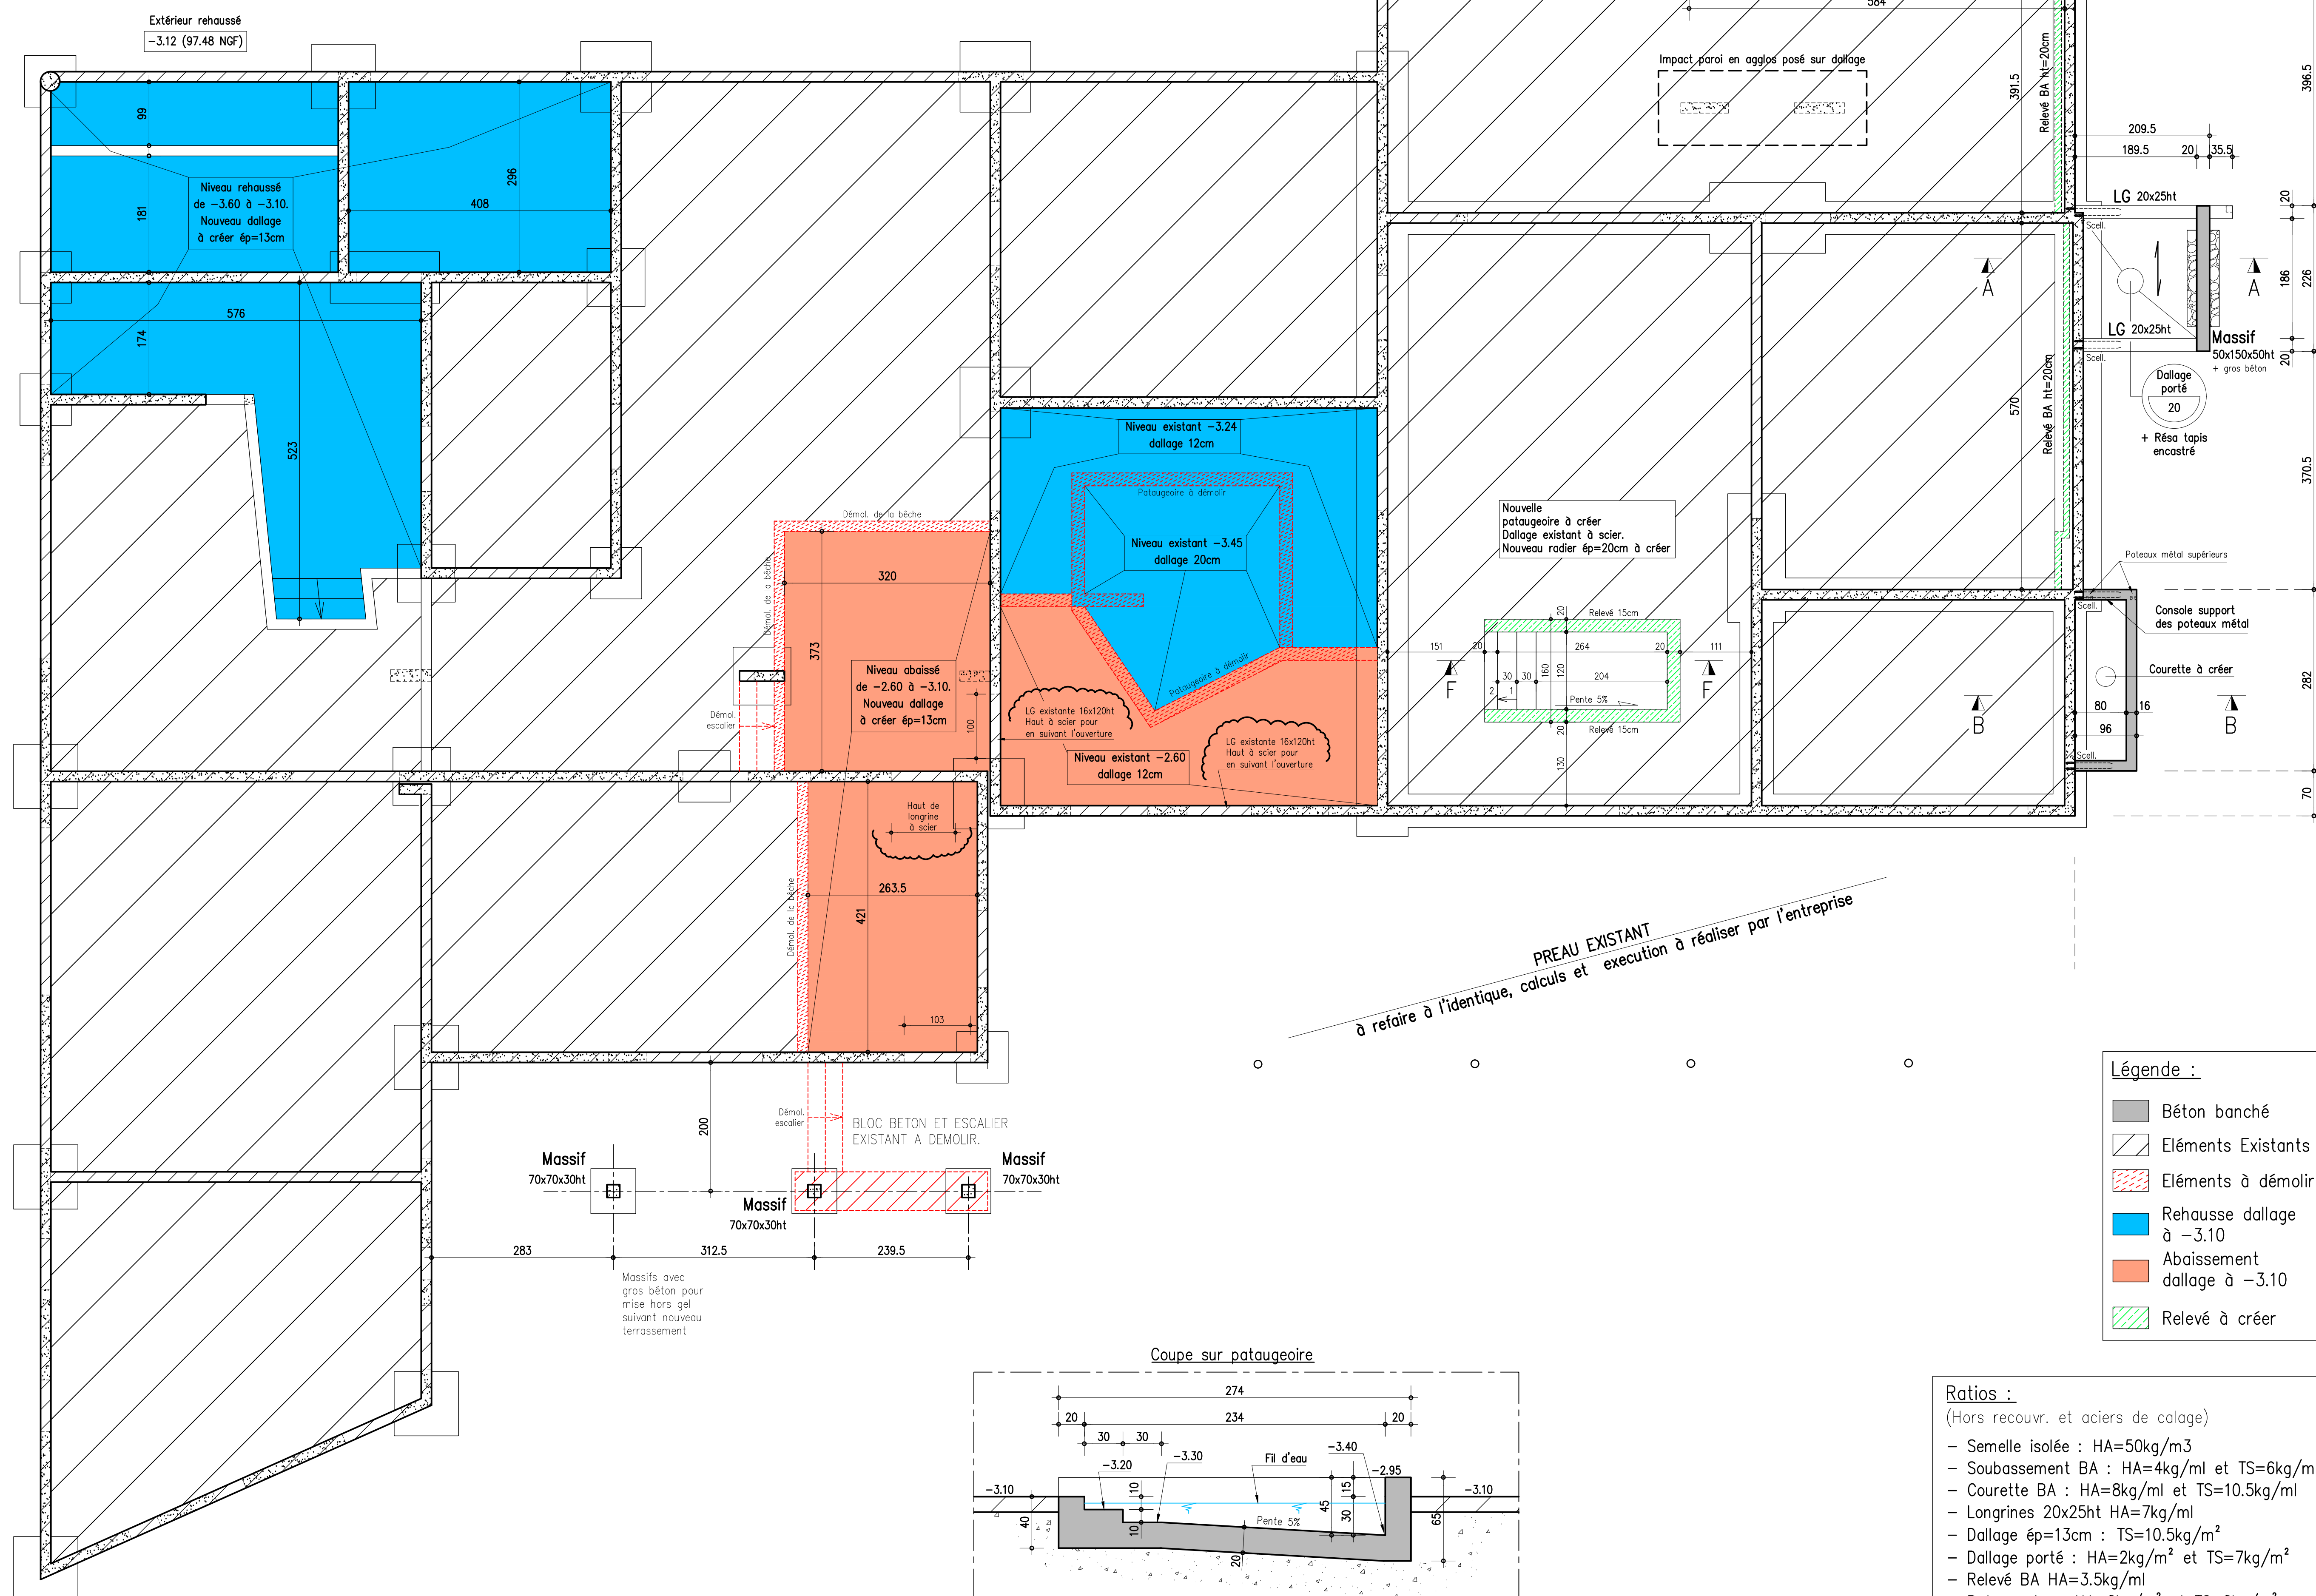 Extérieur rehaussé
-3.12 (97.48 NGF)
99
181
174
Niveau rehaussé
de -3.60 à -3.10.
Nouveau dallage
à créer ép=13cm
296
408
576
523
584
Impact paroi en agglos posé sur dallage
391.5
Relevé BA ht=20cm
396.5
209.5
189.5
20
35.5
LG 20x25ht
Scell.
20
186
226
A
A
LG 20x25ht
Scell.
20
Massif
50x150x50ht
+ gros béton
Dallage
porté
20
+ Résa tapis
encastré
570
Relevé BA ht=20cm
370.5
Niveau existant -3.24
dallage 12cm
Pataugeoire à démolir
Niveau existant -3.45
dallage 20cm
Pataugeoire à démolir
Démol. de la bêche
Démol. de la bêche
320
373
Niveau abaissé
de -2.60 à -3.10.
Nouveau dallage
à créer ép=13cm
Démol.
escalier
100
LG existante 16x120ht
Haut à scier pour
en suivant l'ouverture
Niveau existant -2.60
dallage 12cm
LG existante 16x120ht
Haut à scier pour
en suivant l'ouverture
Nouvelle
pataugeoire à créer
Dallage existant à scier.
Nouveau radier ép=20cm à créer
20
Relevé 15cm
151
20
264
20
111
F
F
30
30
160
120
204
2
1
Pente 5%
20
Relevé 15cm
130
Poteaux métal supérieurs
Scell.
Console support
des poteaux métal
Courette à créer
282
B
B
80
16
96
Scell.
70
Haut de
longrine
à scier
263.5
421
Démol. de la bêche
103
PREAU EXISTANT
à refaire à l'identique, calculs et execution à réaliser par l'entreprise
200
Démol.
escalier
BLOC BETON ET ESCALIER
EXISTANT A DEMOLIR.
Massif
70x70x30ht
Massif
70x70x30ht
Massif
70x70x30ht
283
312.5
239.5
Massifs avec
gros béton pour
mise hors gel
suivant nouveau
terrassement
Légende :
Béton banché
Eléments Existants
Eléments à démolir
Rehausse dallage
à -3.10
Abaissement
dallage à -3.10
Relevé à créer
Coupe sur pataugeoire
274
20
234
20
30
30
-3.20
-3.30
Fil d'eau
-3.40
-2.95
-3.10
-3.10
40
10
10
Pente 5%
20
45
15
30
65
Ratios :
(Hors recouvr. et aciers de calage)
- Semelle isolée : HA=50kg/m3
- Soubassement BA : HA=4kg/ml et TS=6kg/m
- Courette BA : HA=8kg/ml et TS=10.5kg/ml
- Longrines 20x25ht HA=7kg/ml
- Dallage ép=13cm : TS=10.5kg/m²
- Dallage porté : HA=2kg/m² et TS=7kg/m²
- Relevé BA HA=3.5kg/ml